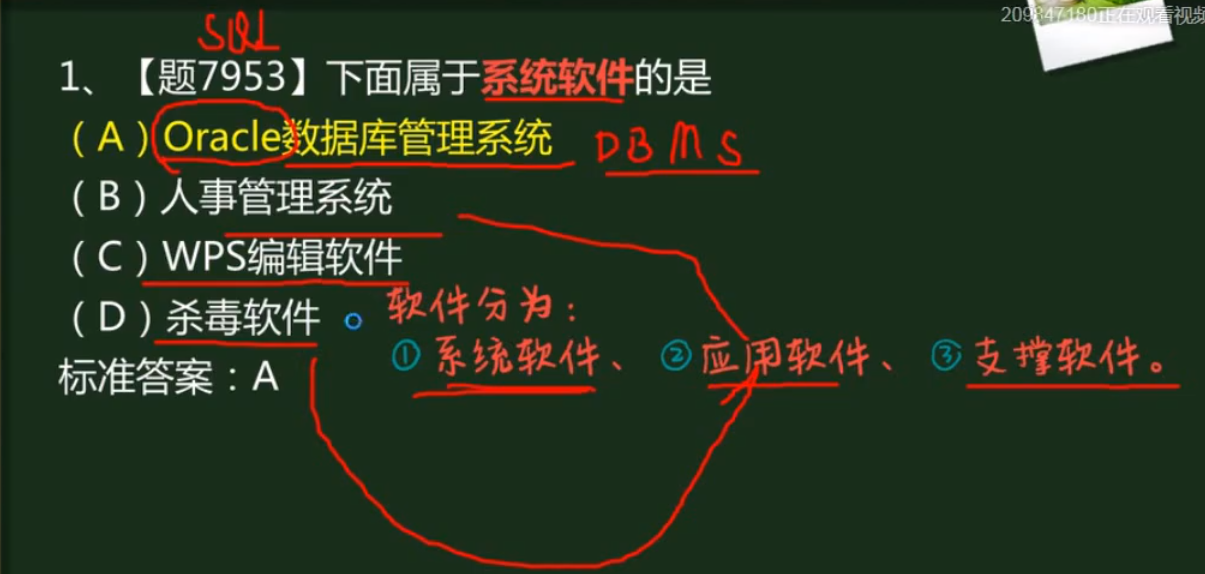 209847180正在观看视频
SQL
1、【题7953】下面属于系统软件的是
（A）Oracle数据库管理系统 DBMS
（B）人事管理系统
（C）WPS编辑软件
（D）杀毒软件 。 软件分为：
①系统软件、②应用软件、③支撑软件。
标准答案：A